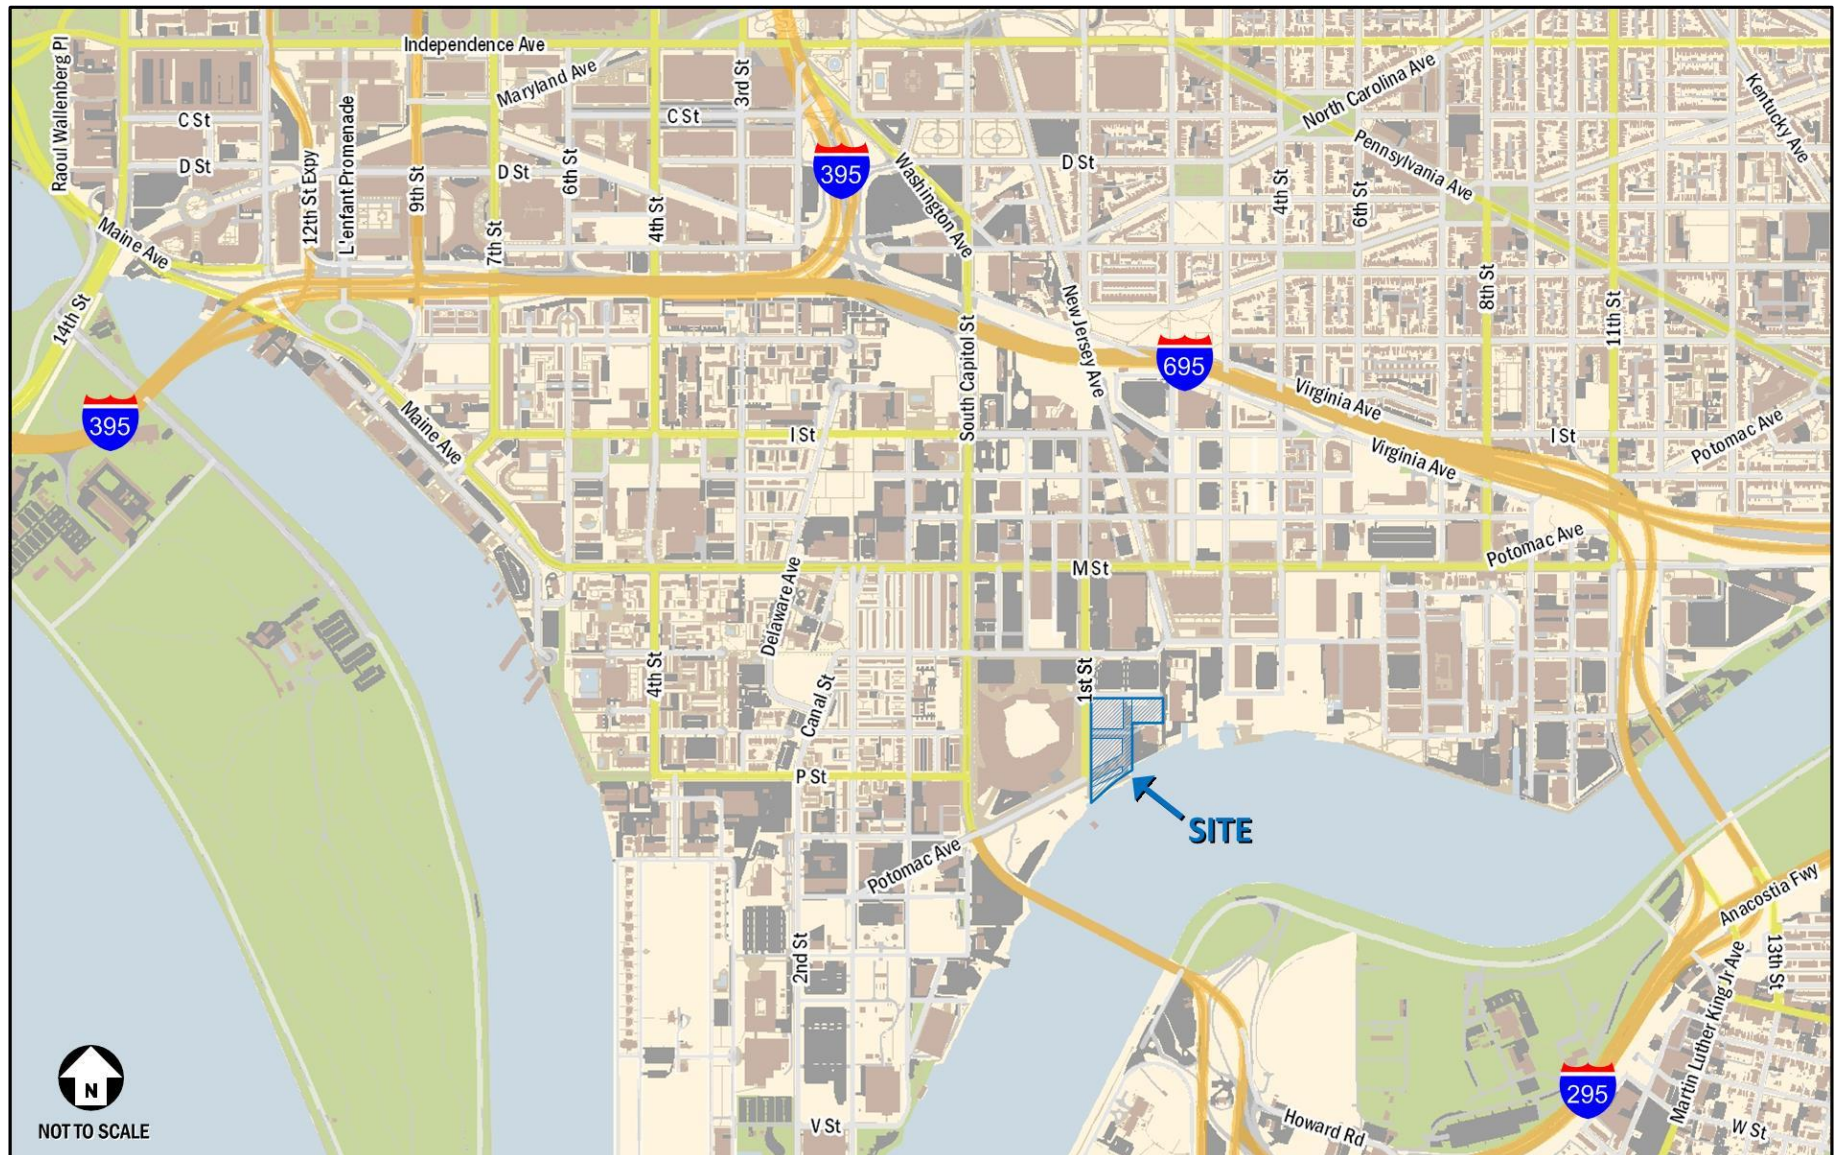 Independence Ave
Raoul Wallenberg Pl
Maryland Ave
3rd St
North Carolina Ave
Kentucky Ave
C St
C St
Pennsylvania Ave
D St
12th St Expy
L'enfant Promenade
9th St
D St
6th St
395
Washington Ave
D St
4th St
6th St
Maine Ave
7th St
4th St
14th St
New Jersey Ave
8th St
11th St
South Capitol St
695
Virginia Ave
395
Maine Ave
I St
Virginia Ave
I St
Potomac Ave
M St
Potomac Ave
Delaware Ave
4th St
1st St
Canal St
P St
SITE
Potomac Ave
2nd St
Anacostia Fwy
13th St
Martin Luther King Jr Ave
N
NOT TO SCALE
295
V St
Howard Rd
W St